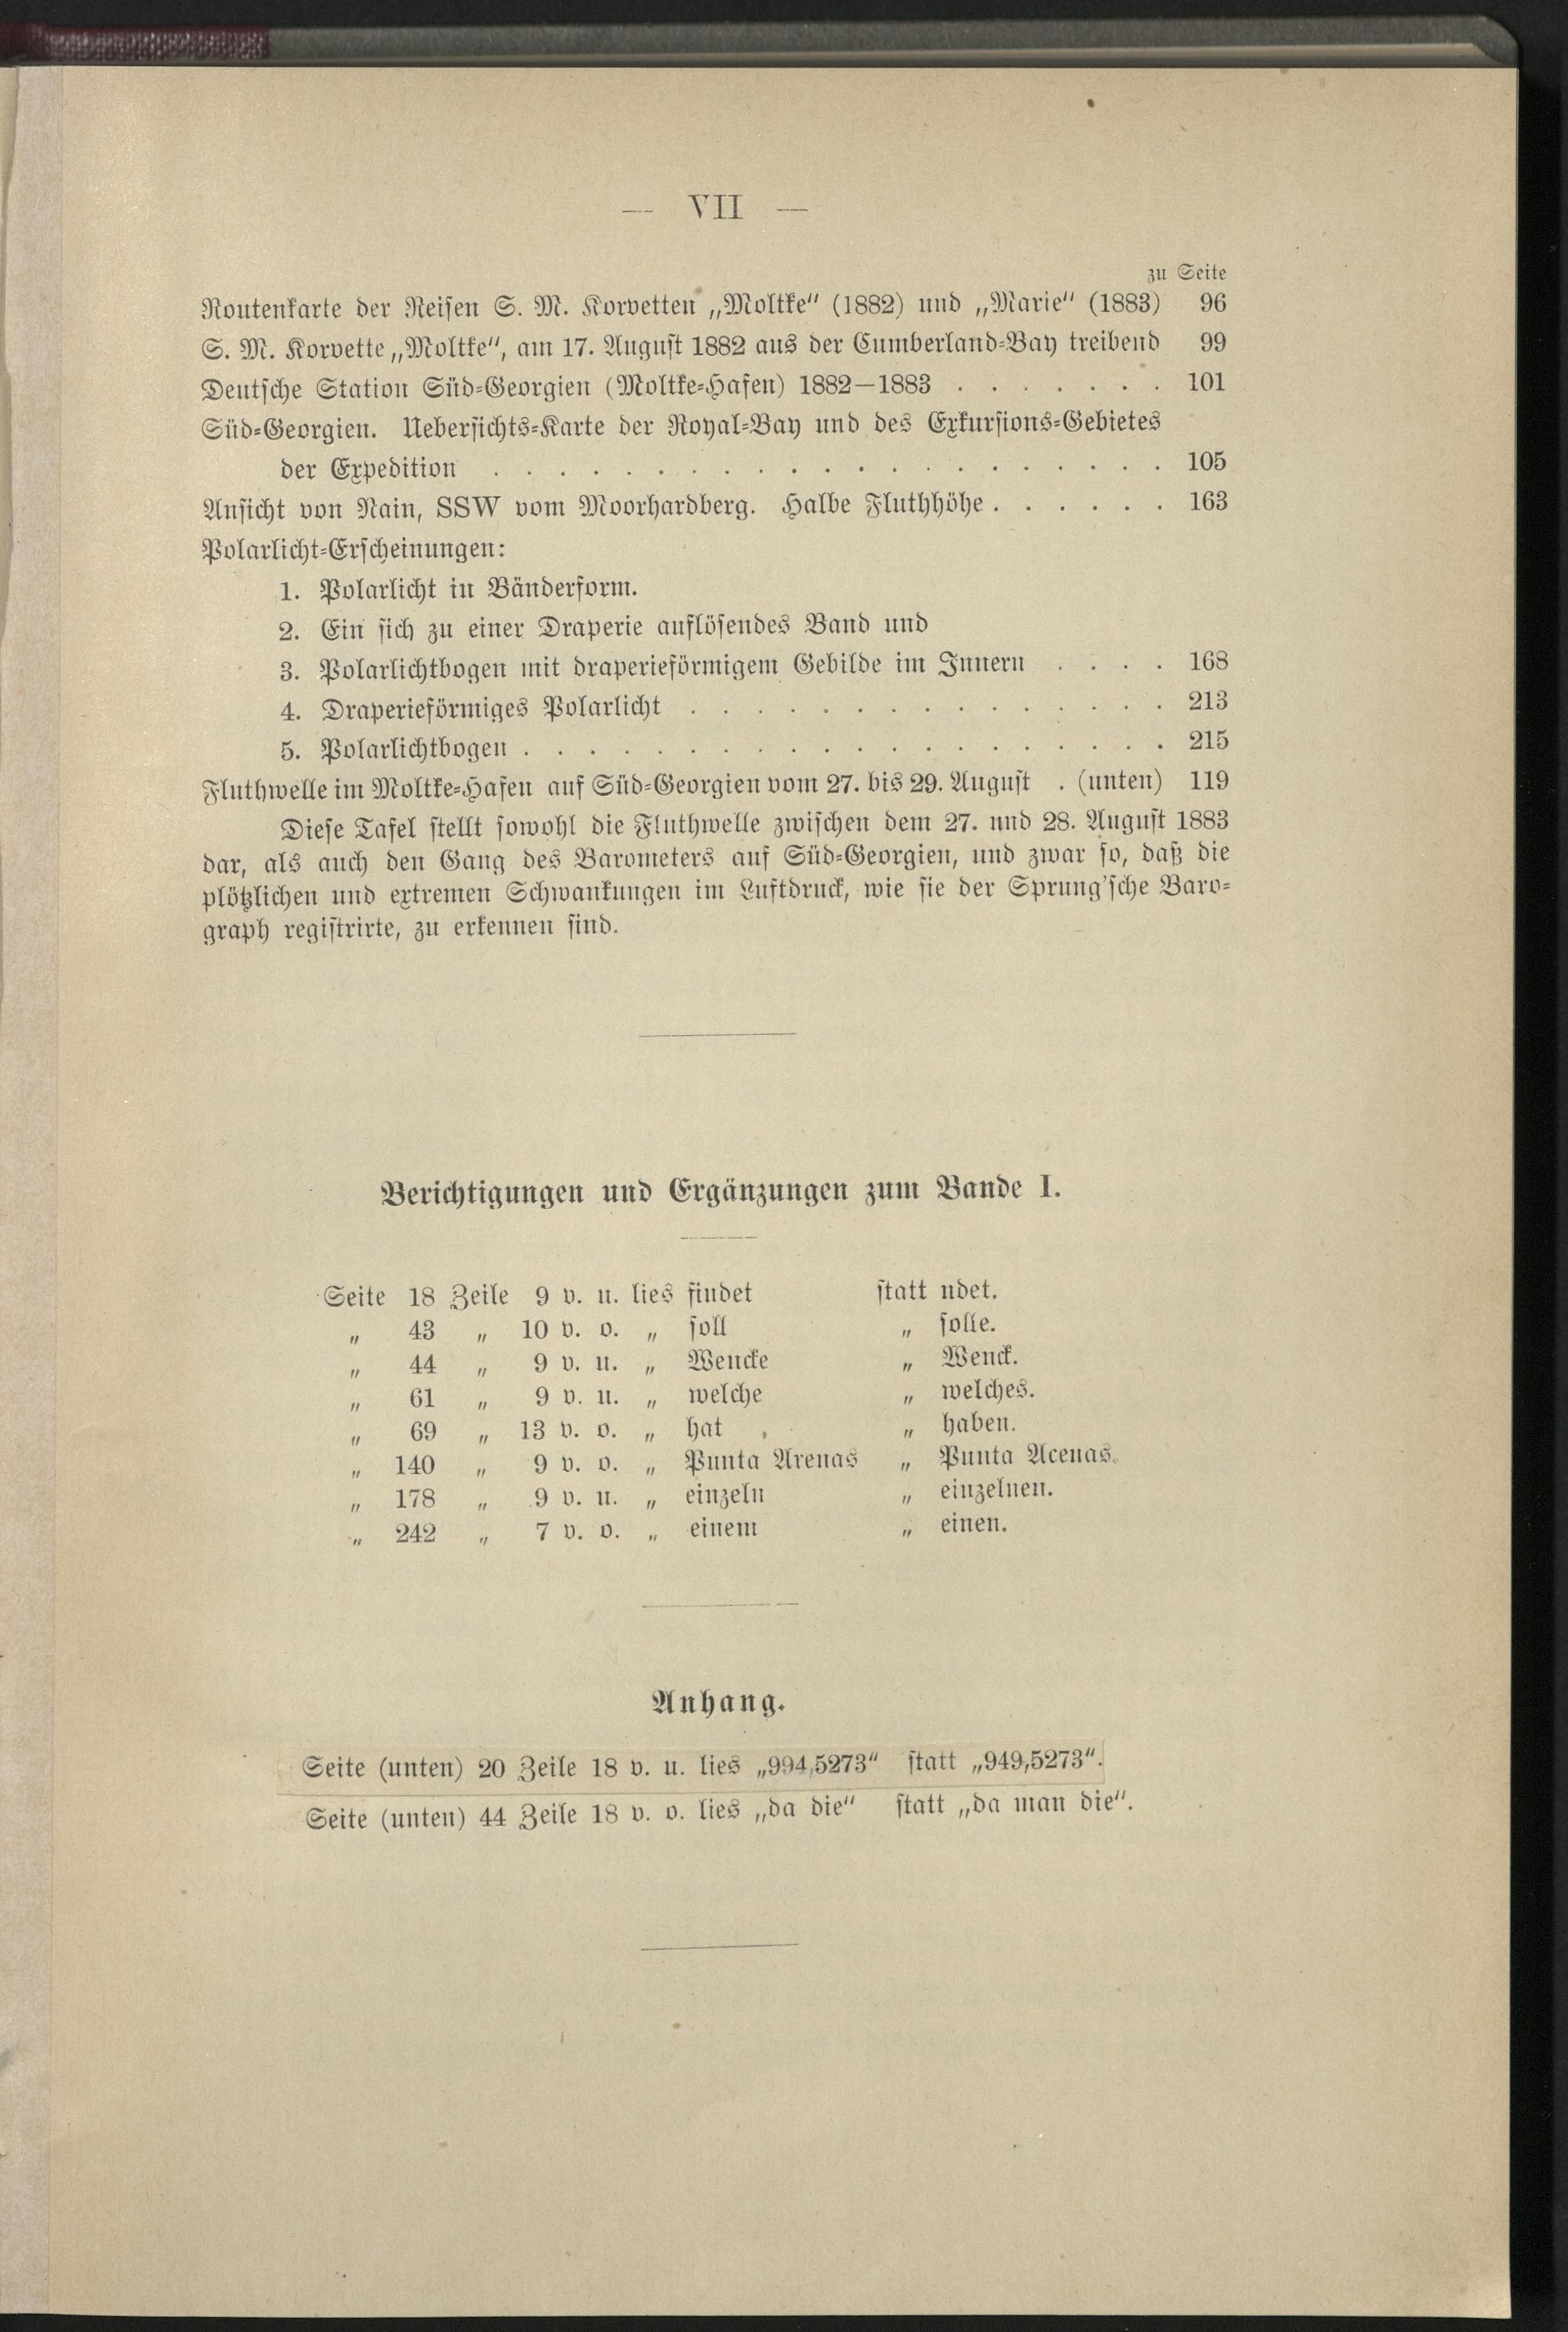 — VII —
zu Seite
Routenkarte der Reisen S. M. Korvetten „Moltke“ (1882) und „Marie“ (1883) 96
S. M. Korvette „Moltke“, am 17. August 1882 aus der Cumberland-Bay treibend 99
Deutsche Station Süd-Georgien (Moltke-Hafen) 1882—1883 . . . . . . . 101
Süd-Georgien. Uebersichts-Karte der Royal-Bay und des Exkursions-Gebietes
der Expedition . . . . . . . . . . . . . . . . . . . . . 105
Ansicht von Nain, SSW vom Moorhardberg. Halbe Fluthhöhe . . . . . . 163
Polarlicht-Erscheinungen:
1. Polarlicht in Bänderform.
2. Ein sich zu einer Draperie auflösendes Band und
3. Polarlichtbogen mit draperieförmigem Gebilde im Innern . . . . 168
4. Draperieförmiges Polarlicht . . . . . . . . . . . . . . . 213
5. Polarlichtbogen . . . . . . . . . . . . . . . . . . . . 215
Fluthwelle im Moltke-Hafen auf Süd-Georgien vom 27. bis 29. August . (unten) 119
Diese Tafel stellt sowohl die Fluthwelle zwischen dem 27. und 28. August 1883
dar, als auch den Gang des Barometers auf Süd-Georgien, und zwar so, daß die
plötzlichen und extremen Schwankungen im Luftdruck, wie sie der Sprung'sche Baro-
graph registrirte, zu erkennen sind.
Berichtigungen und Ergänzungen zum Bande I.
Seite 18 Zeile 9 v. u. lies findet statt ndet.
„ 43 „ 10 v. o. „ soll „ solle.
„ 44 „ 9 v. u. „ Wencke „ Wenck.
„ 61 „ 9 v. u. „ welche „ welches.
„ 69 „ 13 v. o. „ hat „ haben.
„ 140 „ 9 v. o. „ Punta Arenas „ Punta Acenas.
„ 178 „ 9 v. u. „ einzeln „ einzelnen.
„ 242 „ 7 v. o. „ einem „ einen.
Anhang.
Seite (unten) 20 Zeile 18 v. u. lies „994,5273“ statt „949,5273“.
Seite (unten) 44 Zeile 18 v. o. lies „da die“ statt „da man die“.